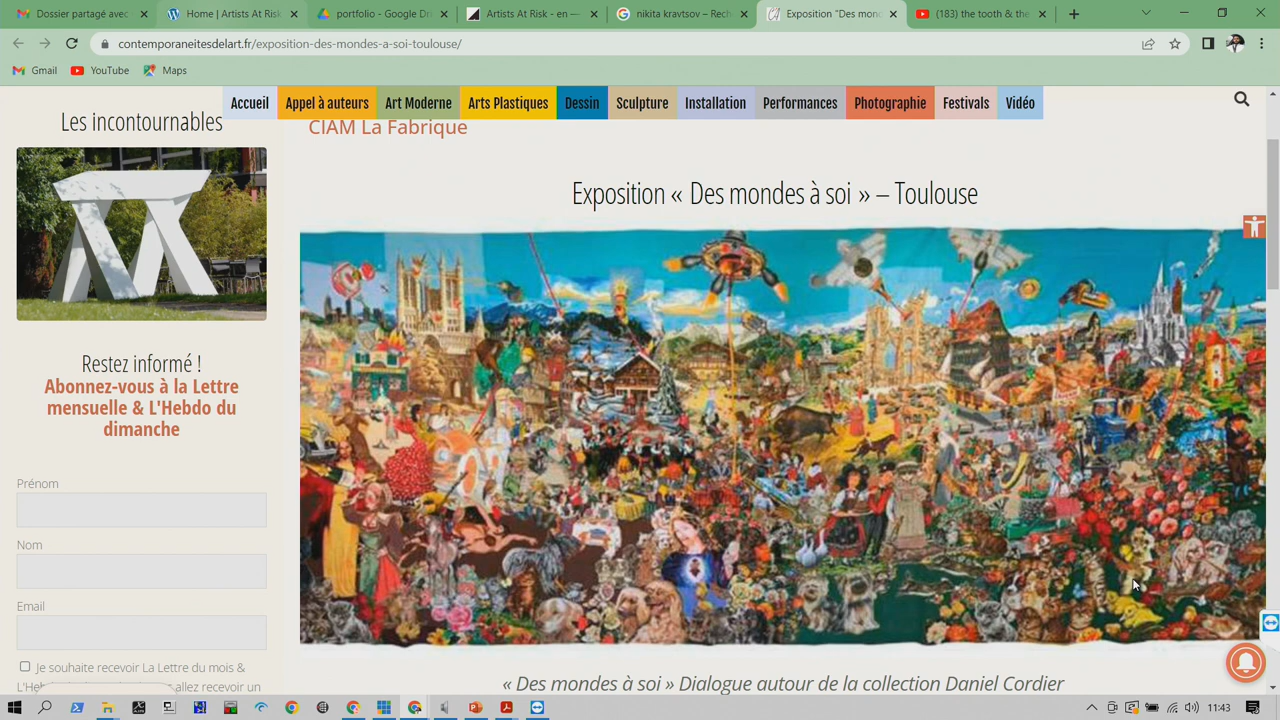 Dossier partagé avec
Home | Artists At Risk
portfolio - Google Dri
Artists At Risk - en —
nikita kravtsov – Rech
Exposition "Des mond
(183) the tooth & the
contemporaneitesdelart.fr/exposition-des-mondes-a-soi-toulouse/
Gmail
YouTube
Maps
Accueil
Appel à auteurs
Art Moderne
Arts Plastiques
Dessin
Sculpture
Installation
Performances
Photographie
Festivals
Vidéo
Les incontournables
CIAM La Fabrique
Exposition « Des mondes à soi » – Toulouse
Restez informé !
Abonnez-vous à la Lettre
mensuelle & L'Hebdo du
dimanche
Prénom
Nom
Email
Je souhaite recevoir La Lettre du mois &
allez recevoir un
« Des mondes à soi » Dialogue autour de la collection Daniel Cordier
11:43